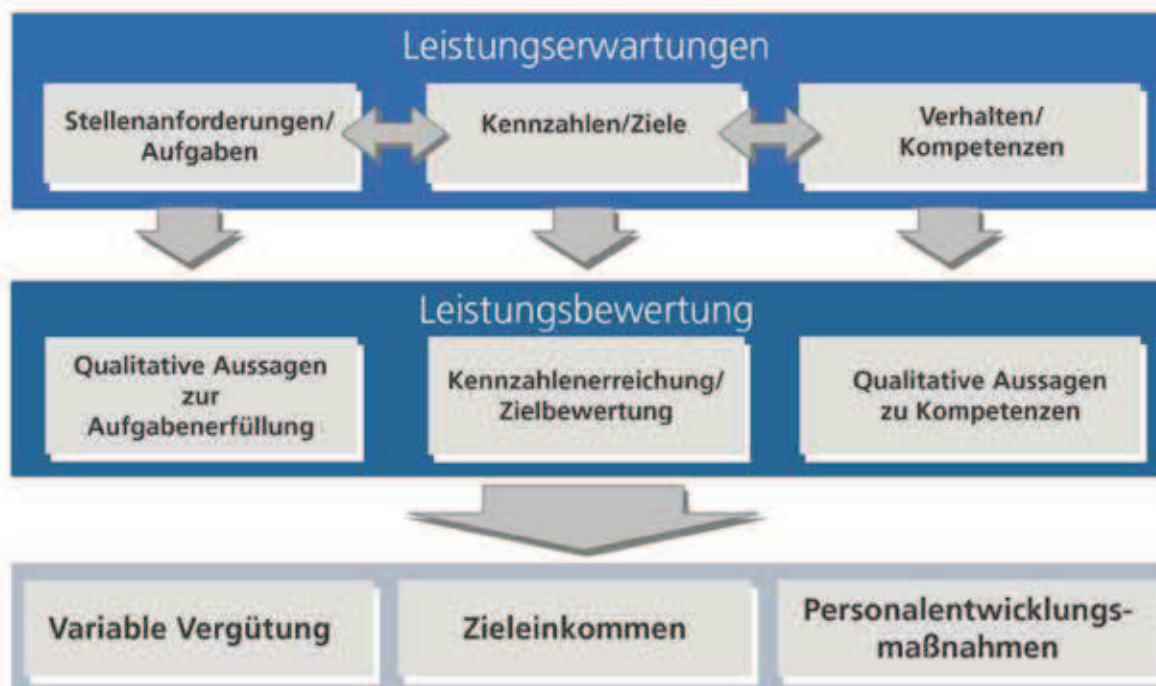 Leistungserwartungen
Stellenanforderungen/
Aufgaben
Kennzahlen/Ziele
Verhalten/
Kompetenzen
Leistungsbewertung
Qualitative Aussagen
zur
Aufgabenerfüllung
Kennzahlenerreichung/
Zielbewertung
Qualitative Aussagen
zu Kompetenzen
Variable Vergütung
Zieleinkommen
Personalentwicklungs-
maßnahmen